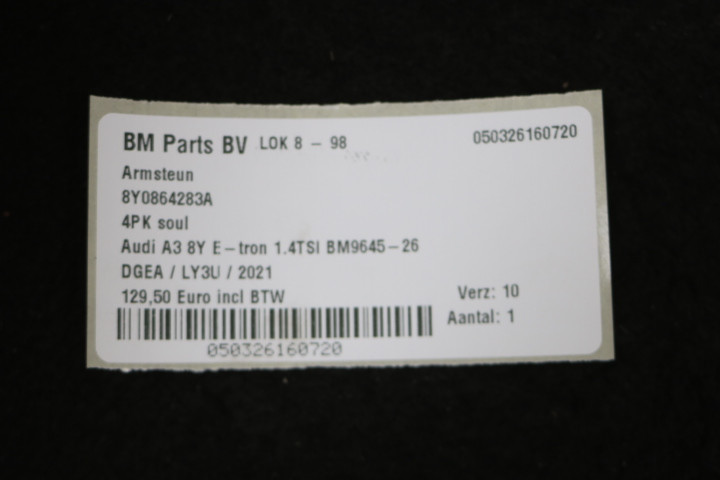 BM Parts BV LOK 8 - 98 050326160720
Armsteun
8Y0864283A
4PK soul
Audi A3 8Y E-tron 1.4TSI BM9645-26
DGEA / LY3U / 2021
129,50 Euro incl BTW Verz: 10
Aantal: 1
050326160720